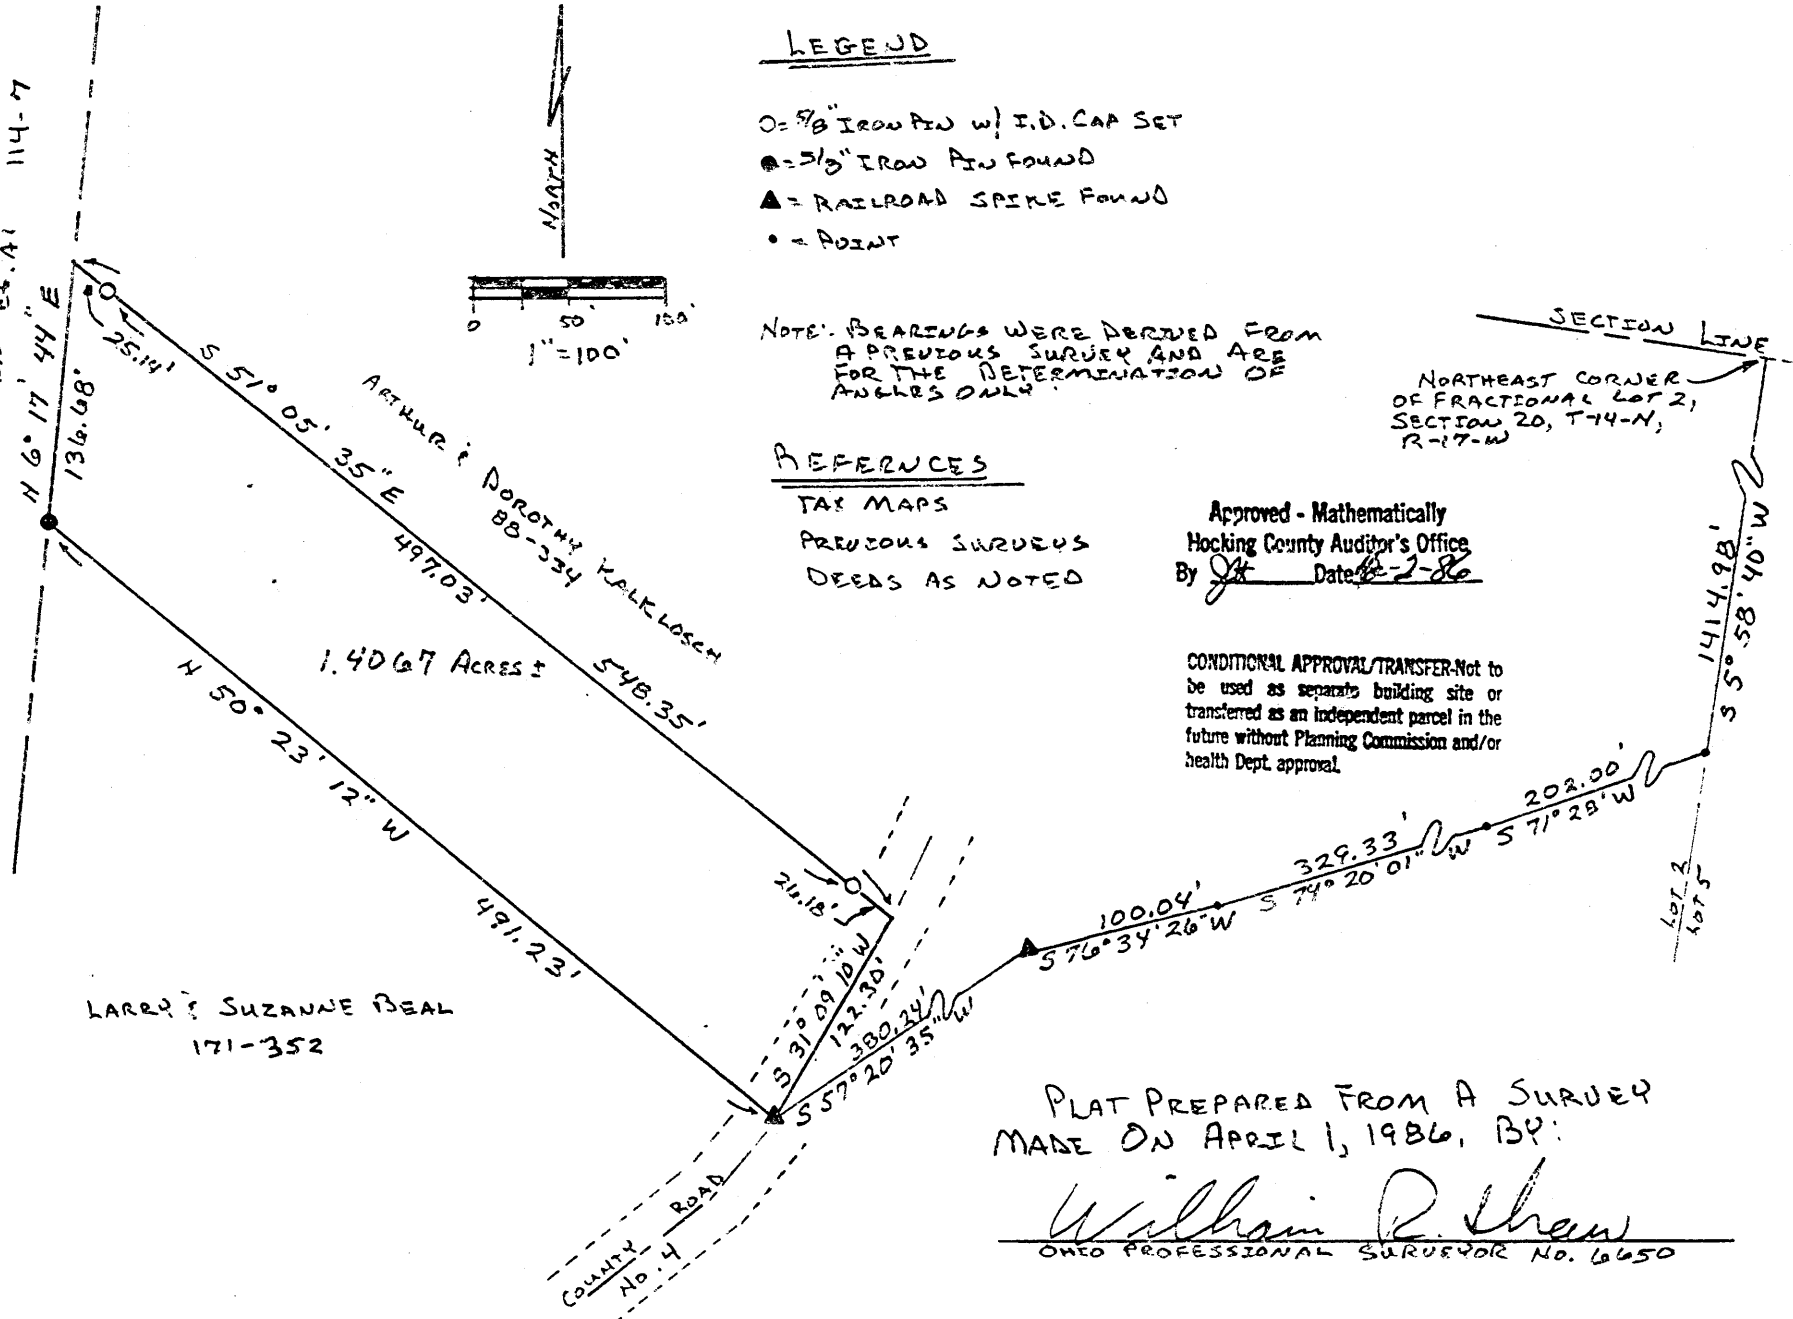 LEGEND
O = 5/8" IRON PIN W/ I.D. CAP SET
● = 5/8" IRON PIN FOUND
▲ = RAILROAD SPIKE FOUND
• = POINT
NORTH
0 50' 100'
1"=100'
NOTE: BEARINGS WERE DERIVED FROM
A PREVIOUS SURVEY AND ARE
FOR THE DETERMINATION OF
ANGLES ONLY.
REFERNCES
TAX MAPS
PREVIOUS SURVEYS
DEEDS AS NOTED
SECTION LINE
NORTHEAST CORNER
OF FRACTIONAL LOT 2,
SECTION 20, T-14-N,
R-17-W
Approved - Mathematically
Hocking County Auditor's Office
By Date
CONDITIONAL APPROVAL/TRANSFER-Not to
be used as separate building site or
transferred as an independent parcel in the
future without Planning Commission and/or
health Dept. approval.
114-7
N 6° 17' 44" E
136.68'
25.14'
S 51° 05' 35" E
497.03'
548.35'
ARTHUR & DOROTHY KALKLOSCH
88-334
1.4067 ACRES ±
N 50° 23' 12" W
491.23'
26.18'
S 31° 09' 10" W
122.30'
380.24'
S 57° 20' 35" W
100.04'
S 76° 34' 26" W
329.33'
S 74° 20' 01" W
202.00'
S 71° 28' W
1414.98'
S 5° 58' 40" W
LOT 2
LOT 5
LARRY & SUZANNE BEAL
171-352
COUNTY ROAD
NO. 4
PLAT PREPARED FROM A SURVEY
MADE ON APRIL 1, 1986, BY:
William R. Shaw
OHIO PROFESSIONAL SURVEYOR NO. 6650